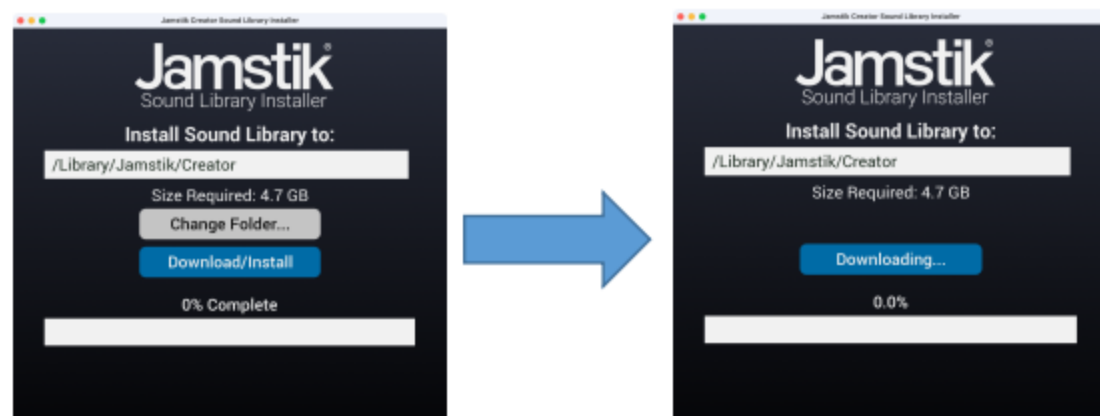 Jamstik Creator Sound Library Installer
Jamstik®
Sound Library Installer
Install Sound Library to:
/Library/Jamstik/Creator
Size Required: 4.7 GB
Change Folder...
Download/Install
0% Complete
Jamstik Creator Sound Library Installer
Jamstik®
Sound Library Installer
Install Sound Library to:
/Library/Jamstik/Creator
Size Required: 4.7 GB
Downloading...
0.0%